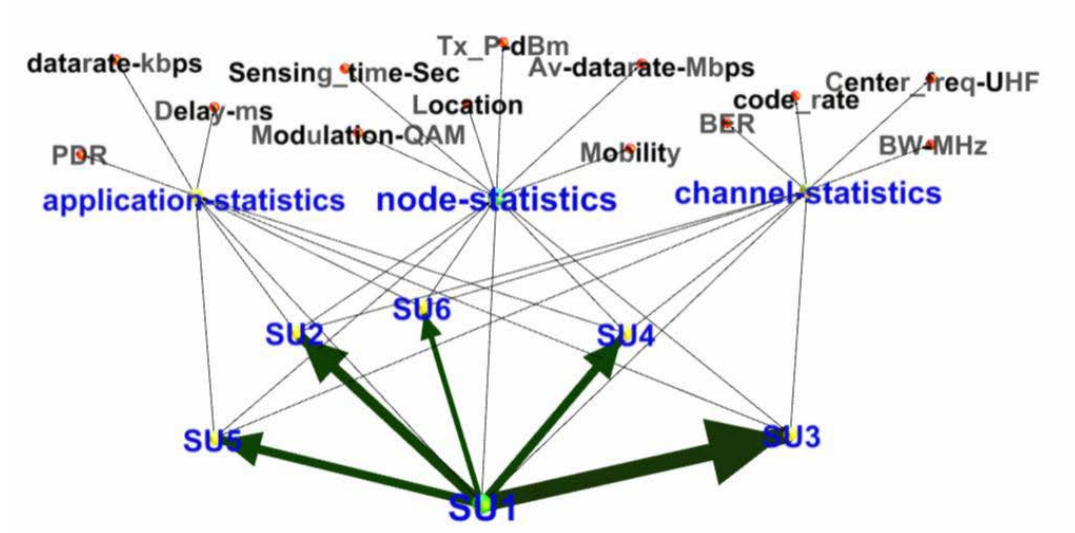 Tx_P-dBm
datarate-kbps
Sensing_time-Sec
Av-datarate-Mbps
Center_freq-UHF
Delay-ms
Location
code_rate
Modulation-QAM
BER
PDR
Mobility
BW-MHz
application-statistics
node-statistics
channel-statistics
SU6
SU2
SU4
SU5
SU3
SU1